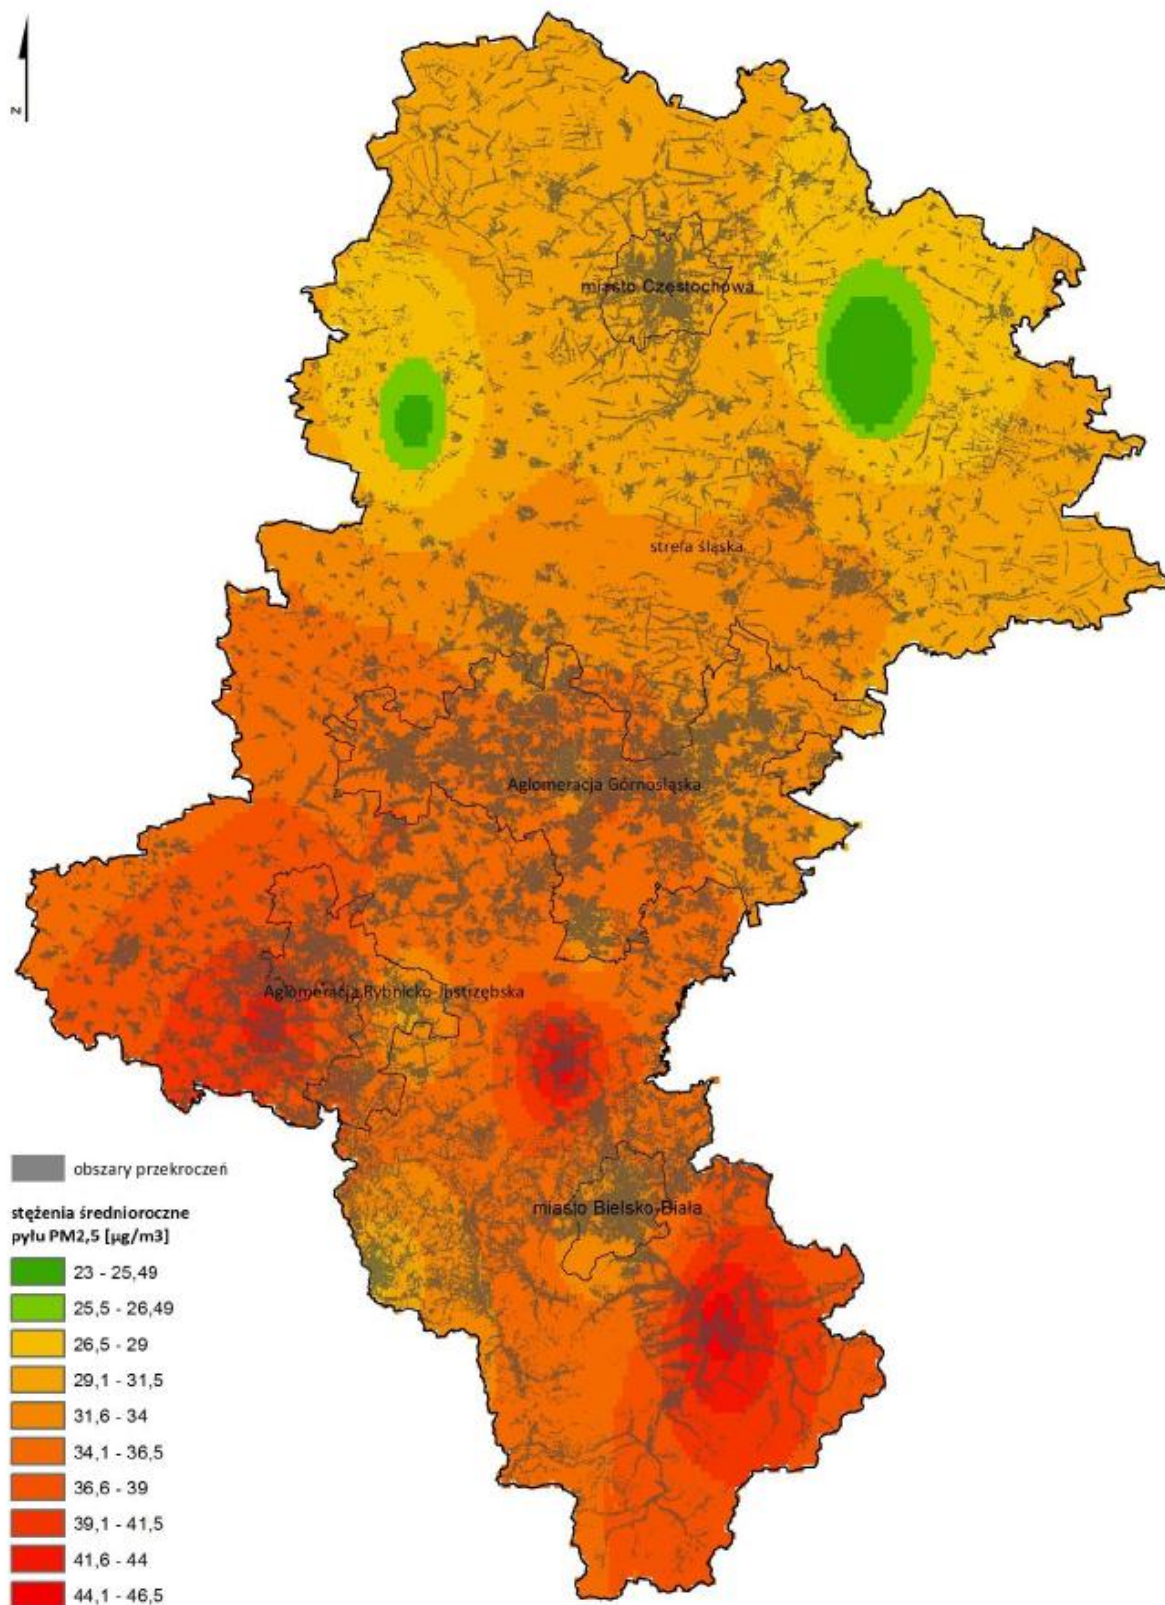 N
miasto Częstochowa
strefa śląska
Aglomeracja Górnośląska
Aglomeracja Rybnicko-Jastrzębska
miasto Bielsko-Biała
obszary przekroczeń
stężenia średnioroczne
pyłu PM2,5 [µg/m3]
23 - 25,49
25,5 - 26,49
26,5 - 29
29,1 - 31,5
31,6 - 34
34,1 - 36,5
36,6 - 39
39,1 - 41,5
41,6 - 44
44,1 - 46,5